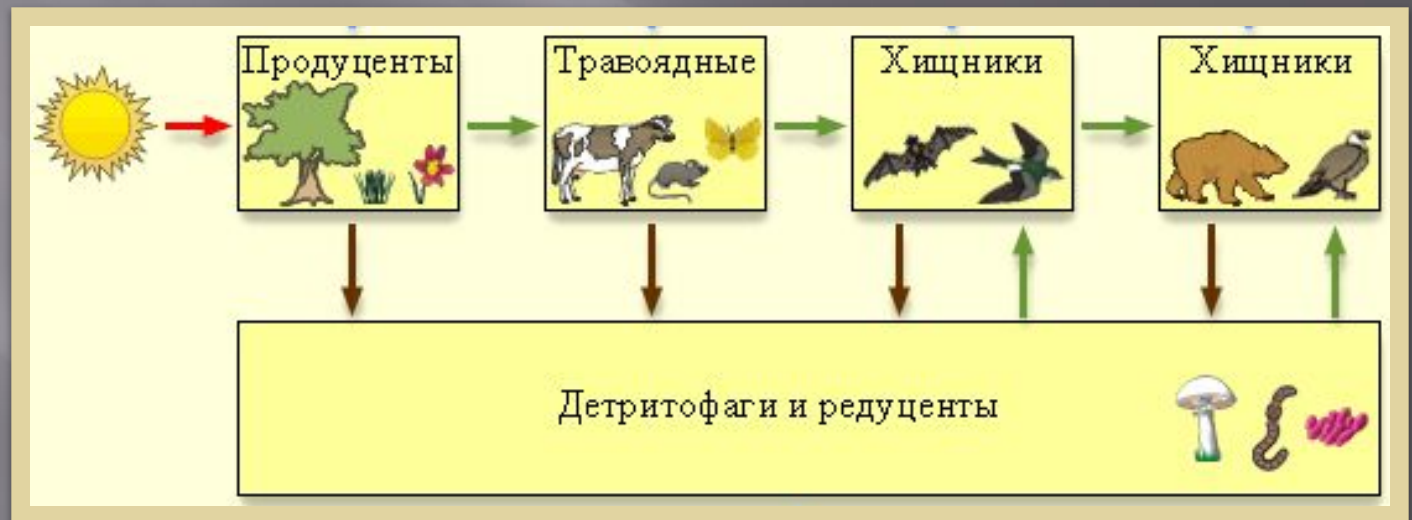 Продуценты
Травоядные
Хищники
Хищники
Детритофаги и редуценты